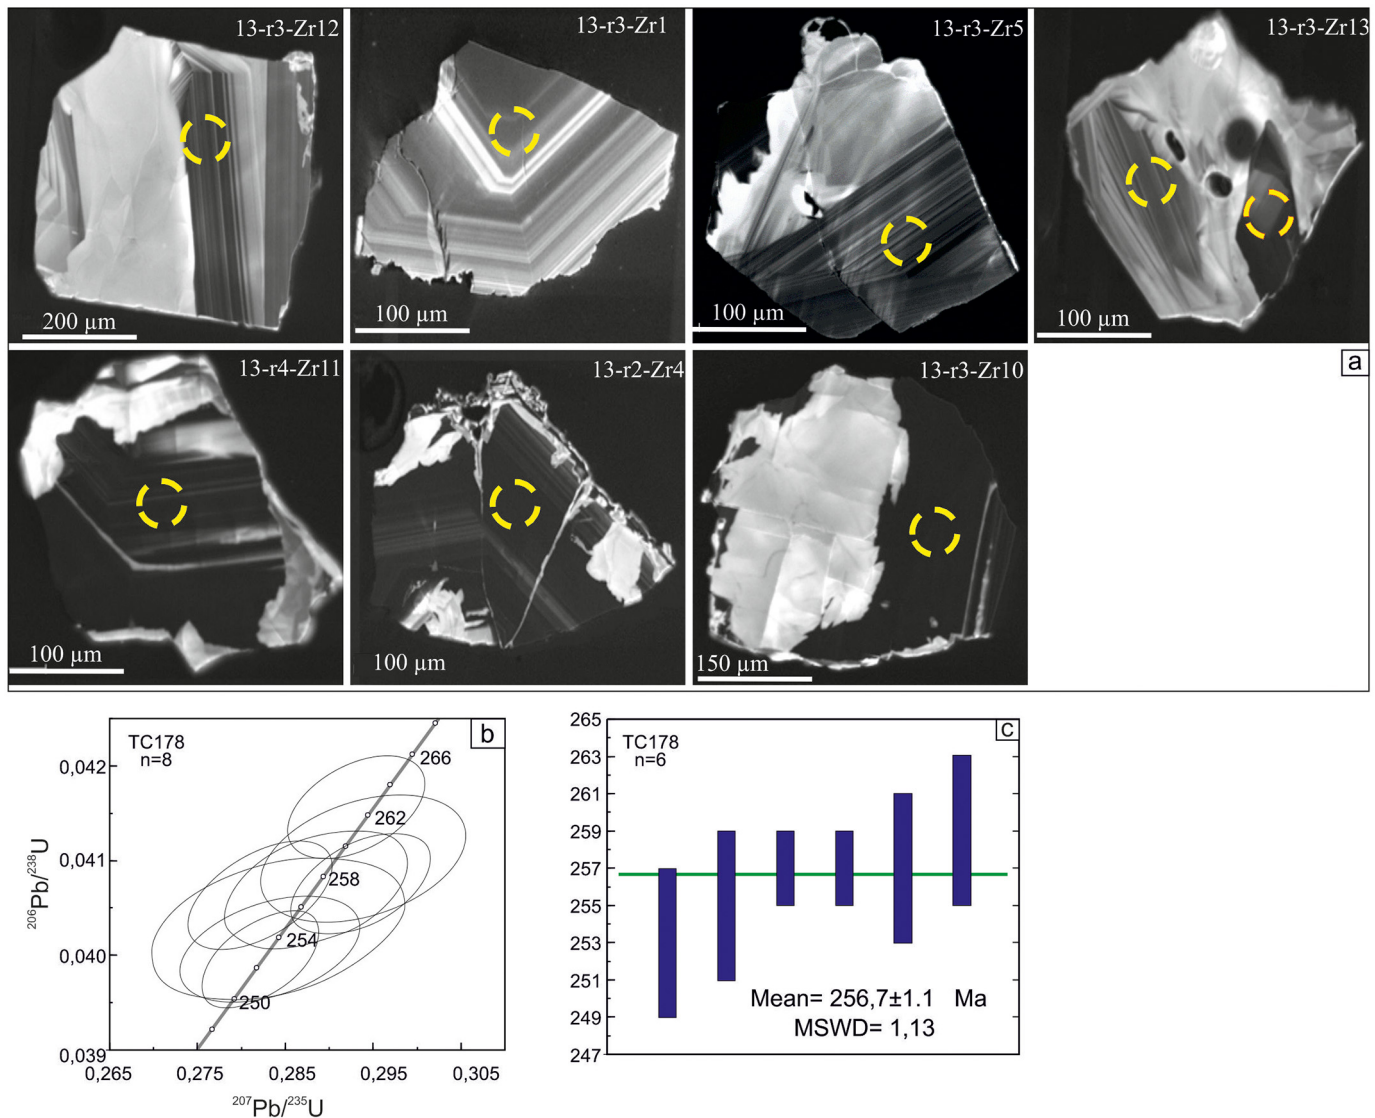 13-r3-Zr12
13-r3-Zr1
13-r3-Zr5
13-r3-Zr13
200 µm
100 µm
100 µm
100 µm
13-r4-Zr11
13-r2-Zr4
13-r3-Zr10
a
100 µm
100 µm
150 µm
TC178
n=8
b
0,042
0,041
0,040
0,039
266
262
258
254
250
0,265
0,275
0,285
0,295
0,305
206Pb/238U
207Pb/235U
265
263
261
259
257
255
253
251
249
247
TC178
n=6
c
Mean= 256,7±1.1 Ma
MSWD= 1,13